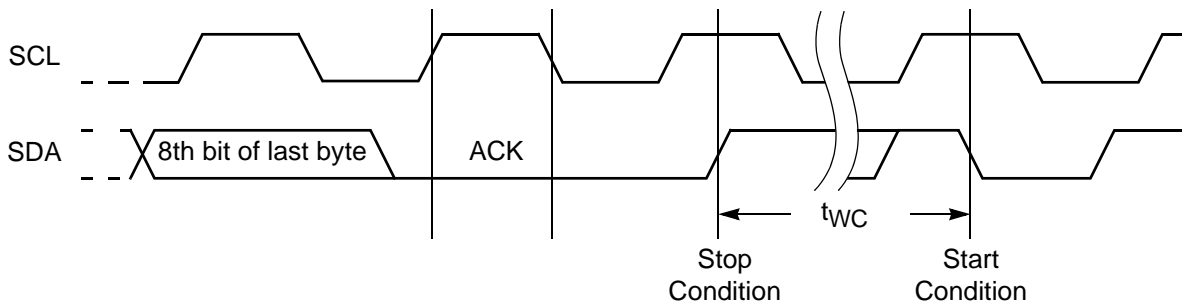 SCL
SDA
8th bit of last byte
ACK
tWC
Stop
Condition
Start
Condition